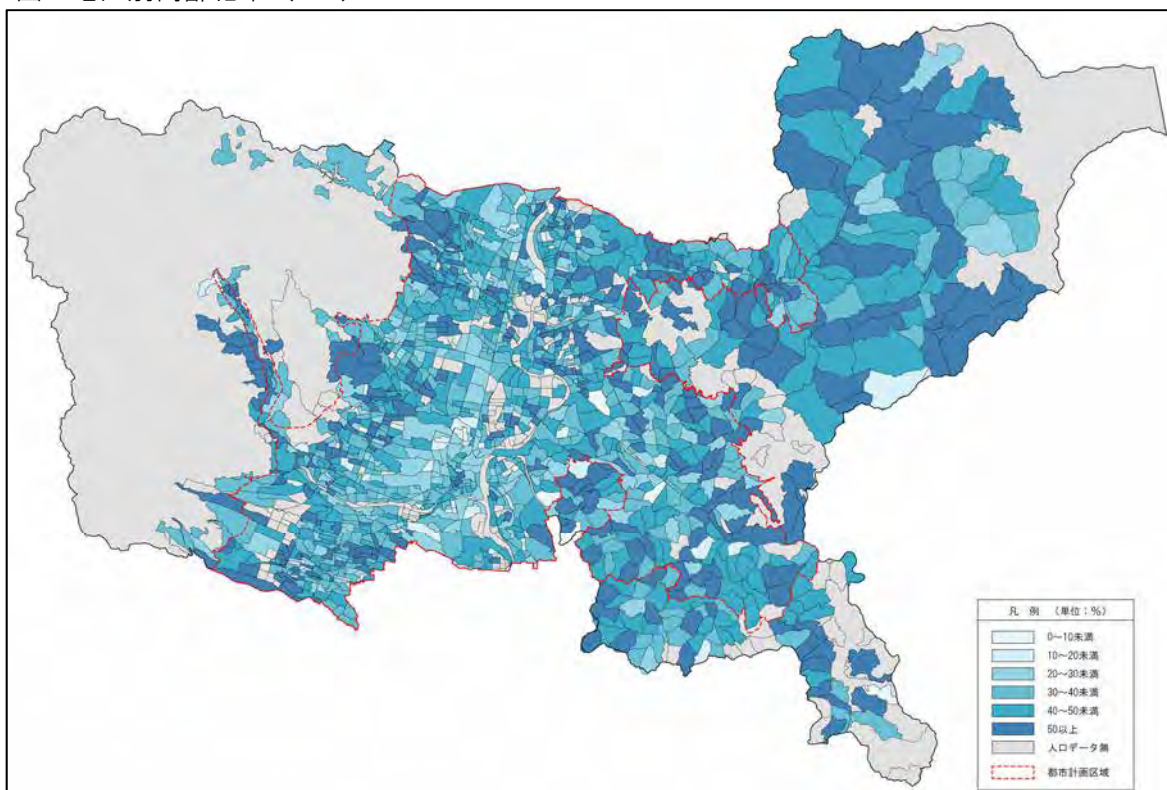 凡　例　（単位：％）
0～10未満
10～20未満
20～30未満
30～40未満
40～50未満
50以上
人口データ無
都市計画区域